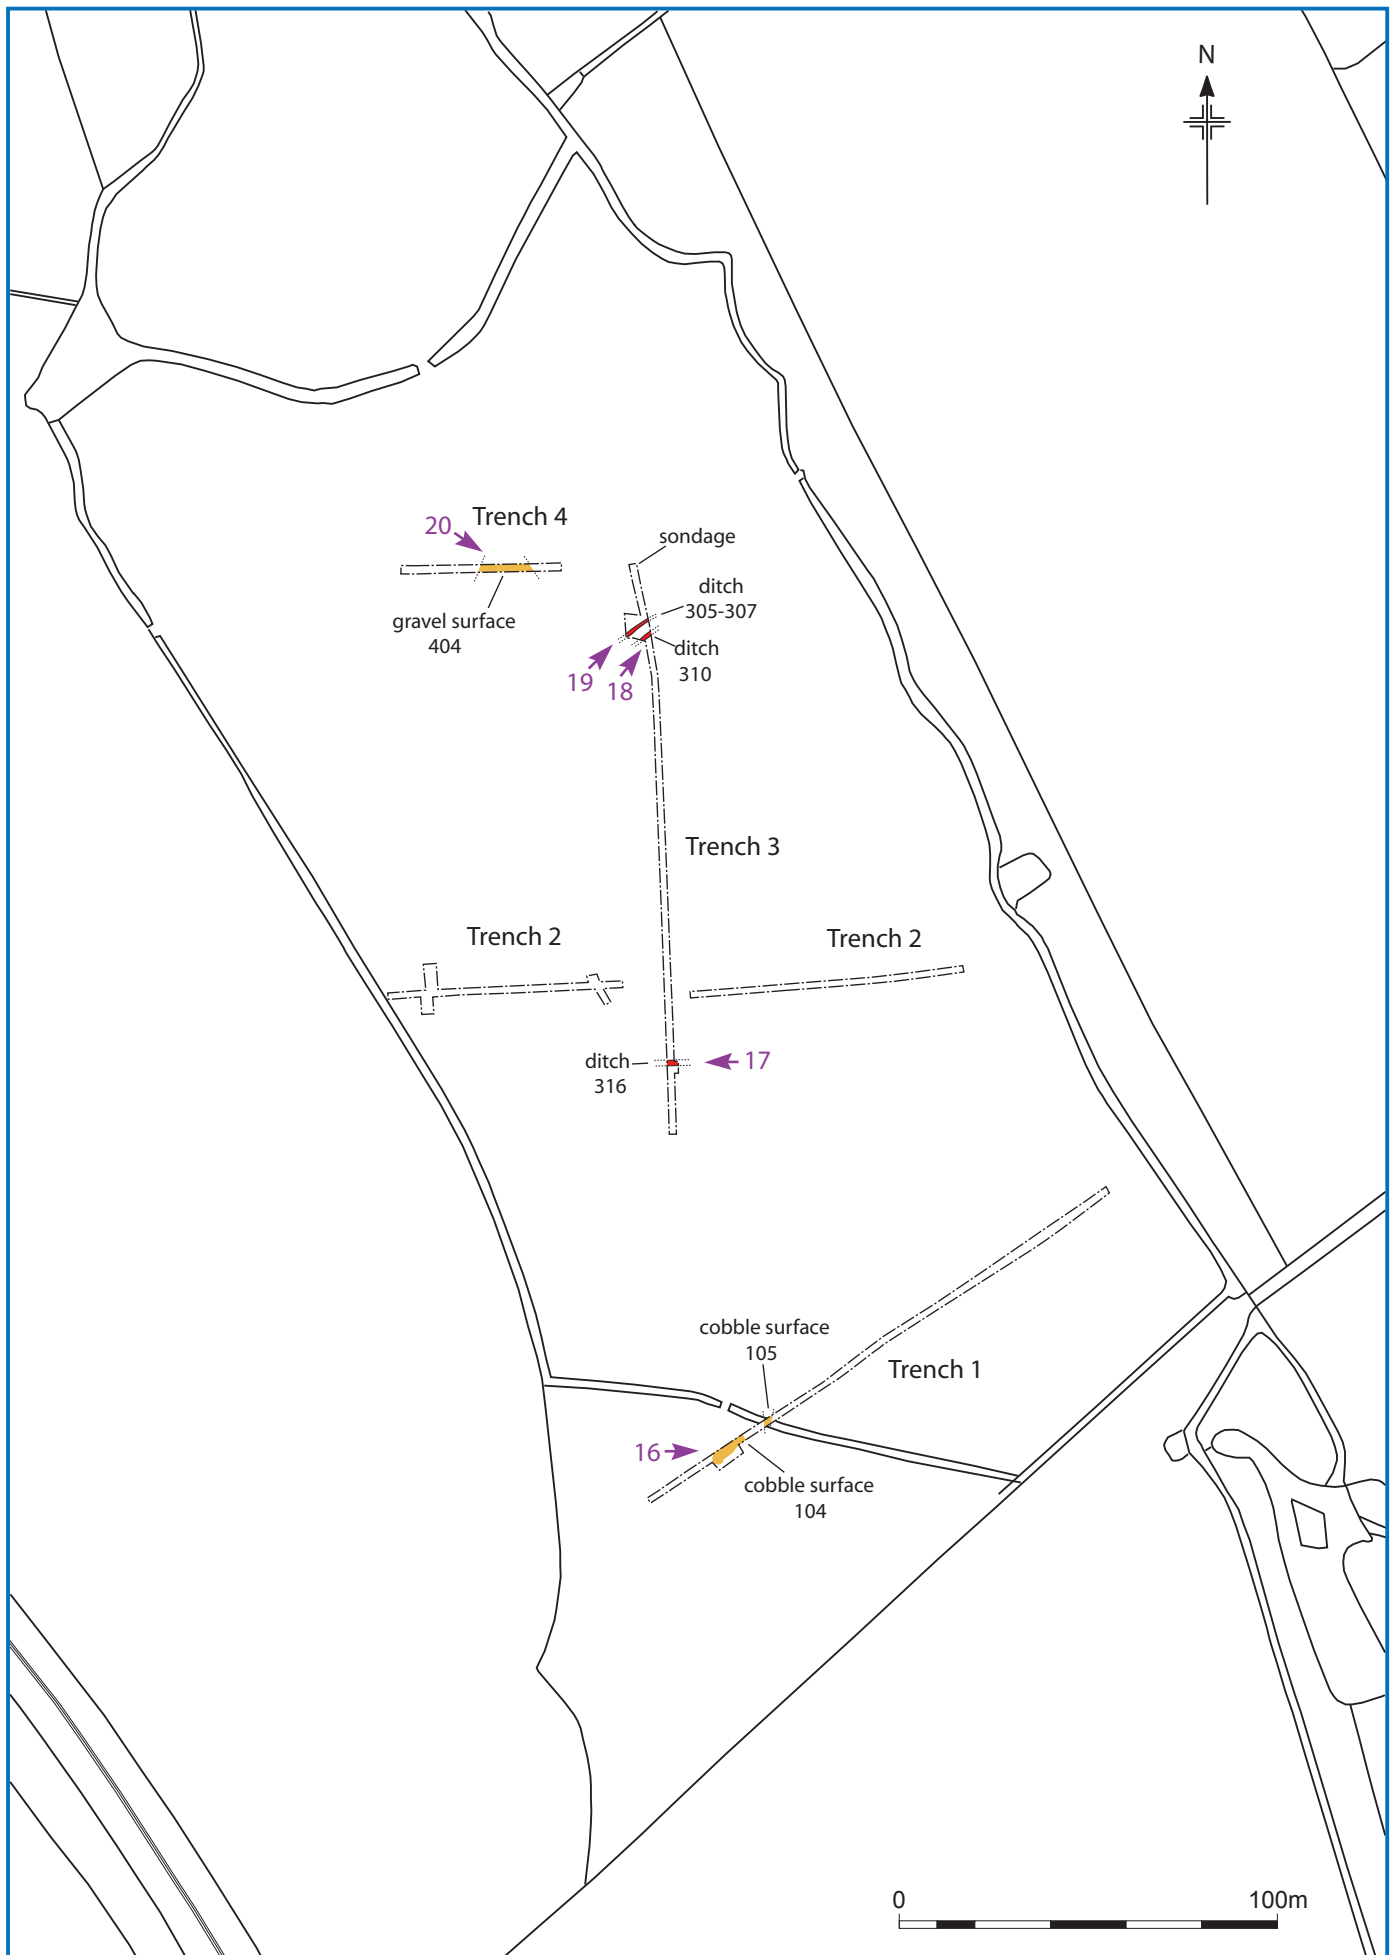 N
Trench 4
20
sondage
ditch
305-307
gravel surface
404
ditch
310
19
18
Trench 3
Trench 2
Trench 2
ditch
316
17
cobble surface
105
Trench 1
16
cobble surface
104
0
100m